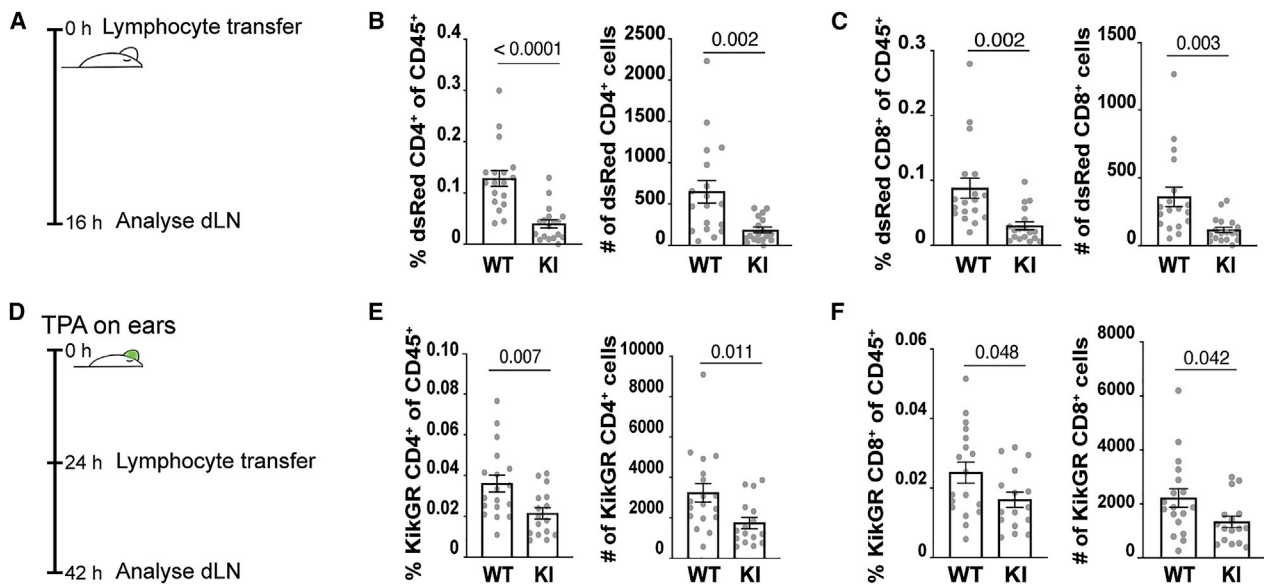 A
0 h Lymphocyte transfer
16 h Analyse dLN
B
% dsRed CD4⁺ of CD45⁺
0.4
0.3
0.2
0.1
0
< 0.0001
WT KI
# of dsRed CD4⁺ cells
2500
2000
1500
1000
500
0
0.002
WT KI
C
% dsRed CD8⁺ of CD45⁺
0.3
0.2
0.1
0
0.002
WT KI
# of dsRed CD8⁺ cells
1500
1000
500
0
0.003
WT KI
D
TPA on ears
0 h
24 h Lymphocyte transfer
42 h Analyse dLN
E
% KikGR CD4⁺ of CD45⁺
0.10
0.08
0.06
0.04
0.02
0
0.007
WT KI
# of KikGR CD4⁺ cells
10000
8000
6000
4000
2000
0
0.011
WT KI
F
% KikGR CD8⁺ of CD45⁺
0.06
0.04
0.02
0
0.048
WT KI
# of KikGR CD8⁺ cells
8000
6000
4000
2000
0
0.042
WT KI